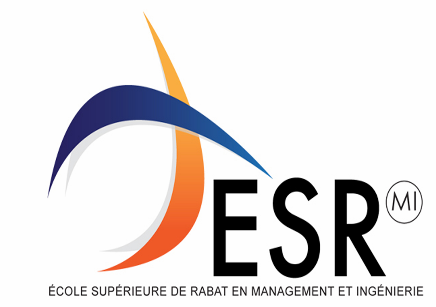 ESR MI
ÉCOLE SUPÉRIEURE DE RABAT EN MANAGEMENT ET INGÉNIERIE